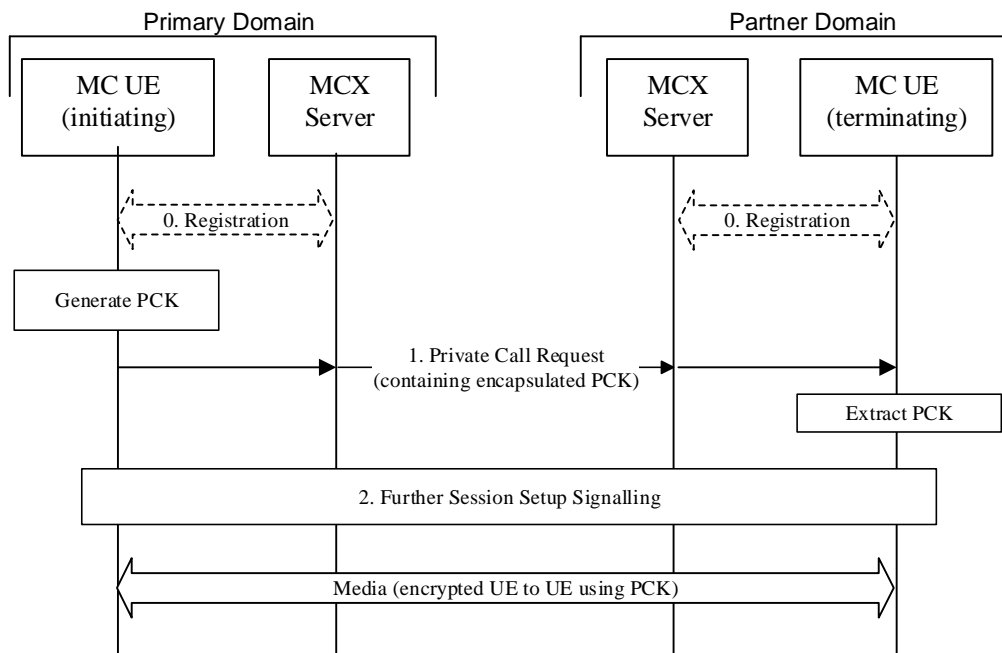 Primary Domain
Partner Domain
MC UE
(initiating)
MCX
Server
MCX
Server
MC UE
(terminating)
0. Registration
0. Registration
Generate PCK
1. Private Call Request
(containing encapsulated PCK)
Extract PCK
2. Further Session Setup Signalling
Media (encrypted UE to UE using PCK)